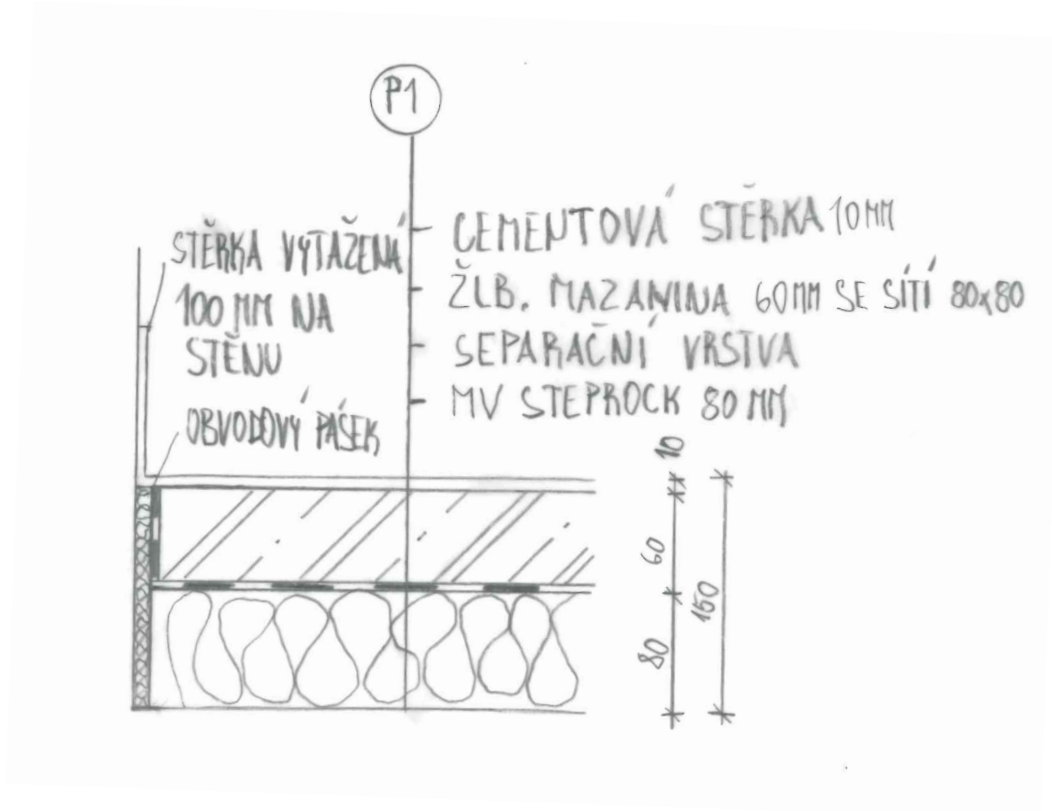 P1
CEMENTOVÁ STĚRKA 10MM
ŽLB. MAZANINA 60MM SE SÍTÍ 80x80
SEPARAČNÍ VRSTVA
MV STEPROCK 80 MM
STĚRKA VYTAŽENÁ
100 MM NA
STĚNU
OBVODOVÝ PÁSEK
10
60
80
150